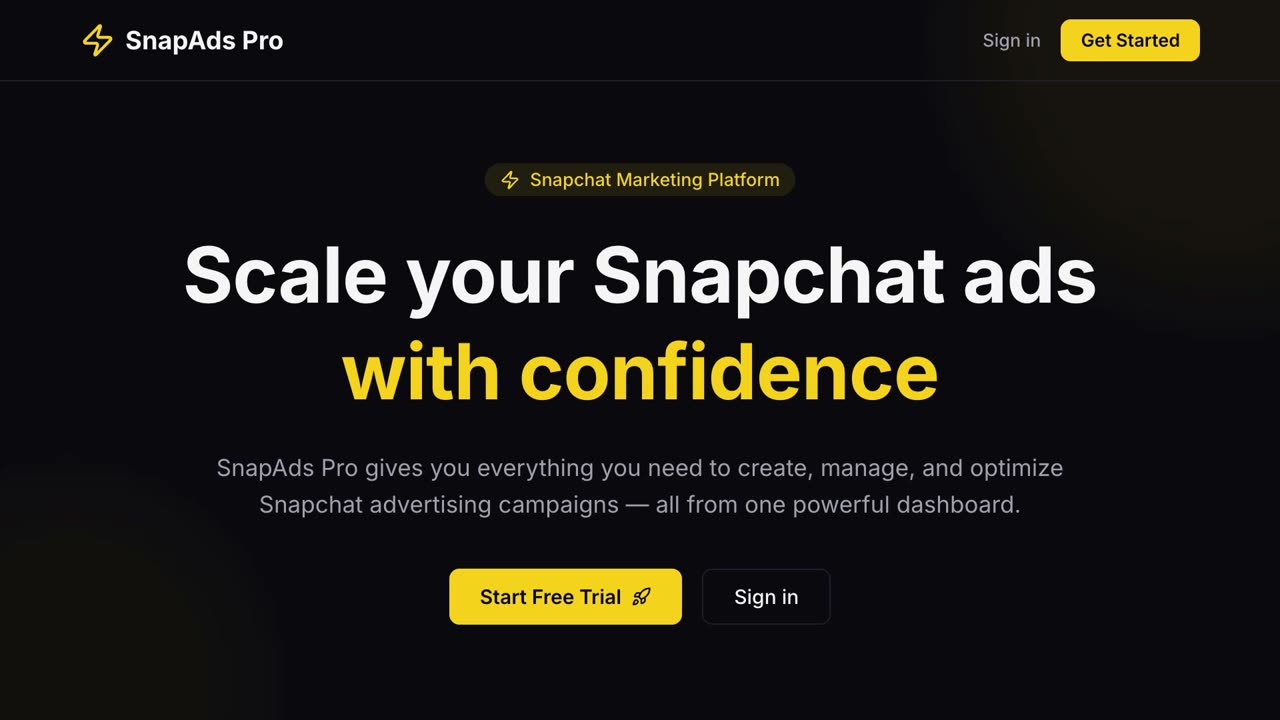 SnapAds Pro
Sign in
Get Started
Snapchat Marketing Platform
Scale your Snapchat ads
with confidence
SnapAds Pro gives you everything you need to create, manage, and optimize
Snapchat advertising campaigns — all from one powerful dashboard.
Start Free Trial
Sign in